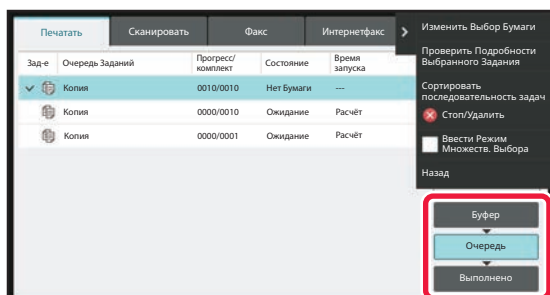 Печатать
Сканировать
Факс
Интернетфакс
Зад-е
Очередь Заданий
Прогресс/
комплект
Состояние
Время
запуска
Копия
0010/0010
Нет Бумаги
---
Копия
0000/0010
Ожидание
Расчёт
Копия
0000/0001
Ожидание
Расчёт
Изменить Выбор Бумаги
Проверить Подробности
Выбранного Задания
Сортировать
последовательность задач
Стоп/Удалить
Ввести Режим
Множеств. Выбора
Назад
Буфер
Очередь
Выполнено